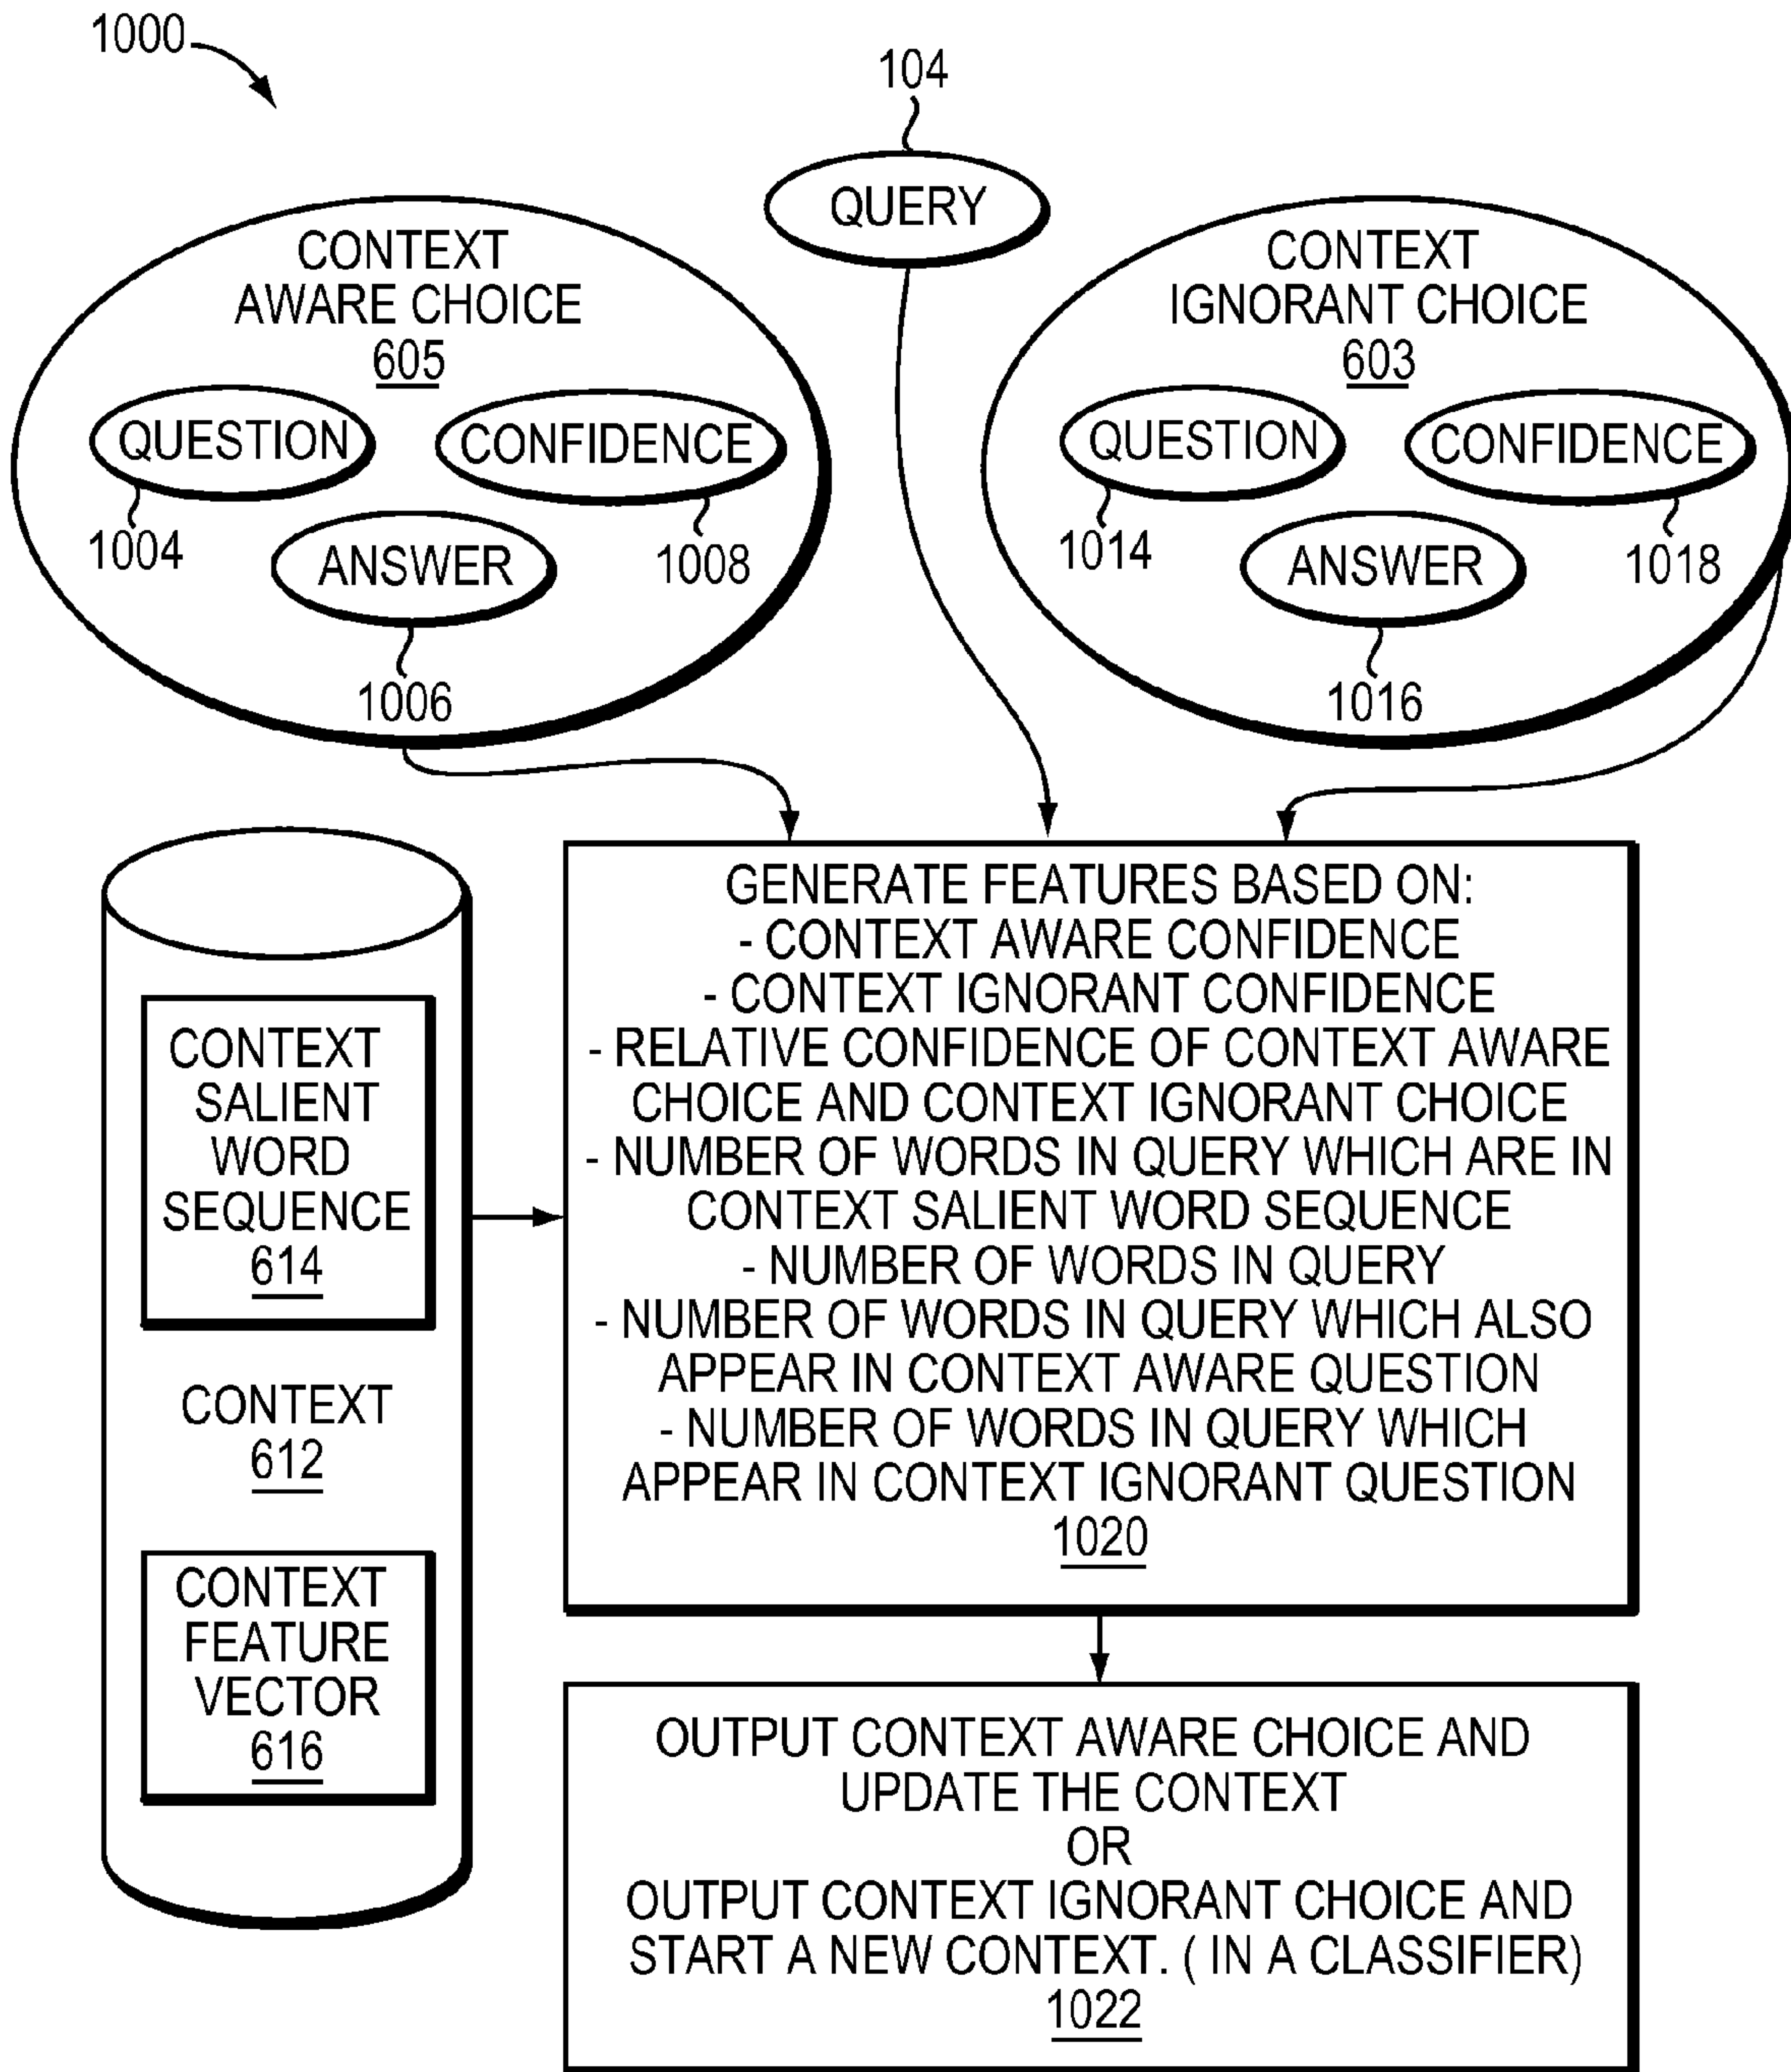 1000
104
QUERY
CONTEXT
AWARE CHOICE
605
QUESTION
CONFIDENCE
1004
ANSWER
1008
1006
CONTEXT
IGNORANT CHOICE
603
QUESTION
CONFIDENCE
1014
ANSWER
1018
1016
CONTEXT
SALIENT
WORD
SEQUENCE
614
CONTEXT
612
CONTEXT
FEATURE
VECTOR
616
GENERATE FEATURES BASED ON:
- CONTEXT AWARE CONFIDENCE
- CONTEXT IGNORANT CONFIDENCE
- RELATIVE CONFIDENCE OF CONTEXT AWARE
CHOICE AND CONTEXT IGNORANT CHOICE
- NUMBER OF WORDS IN QUERY WHICH ARE IN
CONTEXT SALIENT WORD SEQUENCE
- NUMBER OF WORDS IN QUERY
- NUMBER OF WORDS IN QUERY WHICH ALSO
APPEAR IN CONTEXT AWARE QUESTION
- NUMBER OF WORDS IN QUERY WHICH
APPEAR IN CONTEXT IGNORANT QUESTION
1020
OUTPUT CONTEXT AWARE CHOICE AND
UPDATE THE CONTEXT
OR
OUTPUT CONTEXT IGNORANT CHOICE AND
START A NEW CONTEXT. ( IN A CLASSIFIER)
1022